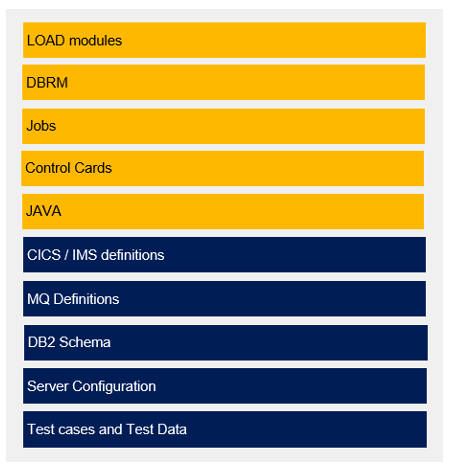 LOAD modules
DBRM
Jobs
Control Cards
JAVA
CICS / IMS definitions
MQ Definitions
DB2 Schema
Server Configuration
Test cases and Test Data